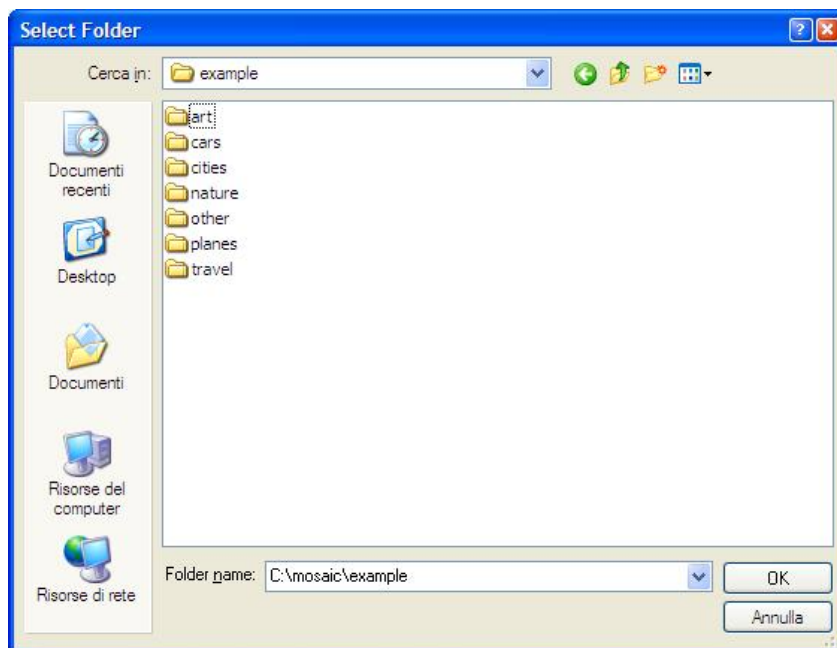 Select Folder
Cerca in: example
art
cars
cities
nature
other
planes
travel
Documenti
recenti
Desktop
Documenti
Risorse del
computer
Risorse di rete
Folder name: C:\mosaic\example
OK
Annulla